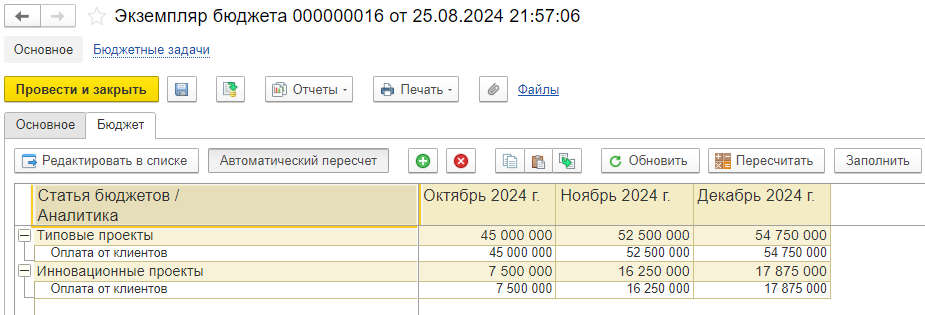 Экземпляр бюджета 000000016 от 25.08.2024 21:57:06
Основное Бюджетные задачи
Провести и закрыть Отчеты Печать Файлы
Основное Бюджет
Редактировать в списке Автоматический пересчет Обновить Пересчитать Заполнить
Статья бюджетов / Октябрь 2024 г. Ноябрь 2024 г. Декабрь 2024 г.
Аналитика
Типовые проекты 45 000 000 52 500 000 54 750 000
Оплата от клиентов 45 000 000 52 500 000 54 750 000
Инновационные проекты 7 500 000 16 250 000 17 875 000
Оплата от клиентов 7 500 000 16 250 000 17 875 000